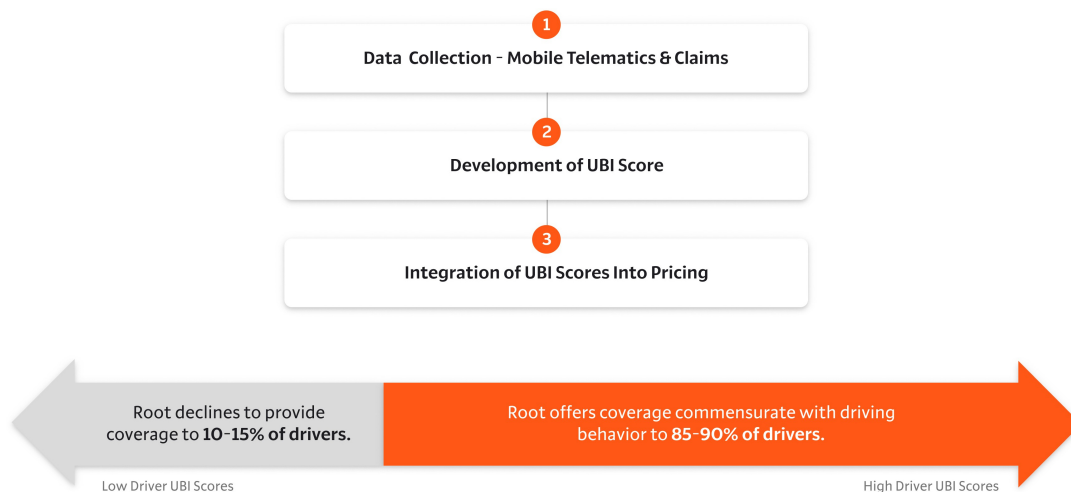 1
Data Collection - Mobile Telematics & Claims
2
Development of UBI Score
3
Integration of UBI Scores Into Pricing
Root declines to provide
coverage to 10-15% of drivers.
Root offers coverage commensurate with driving
behavior to 85-90% of drivers.
Low Driver UBI Scores
High Driver UBI Scores